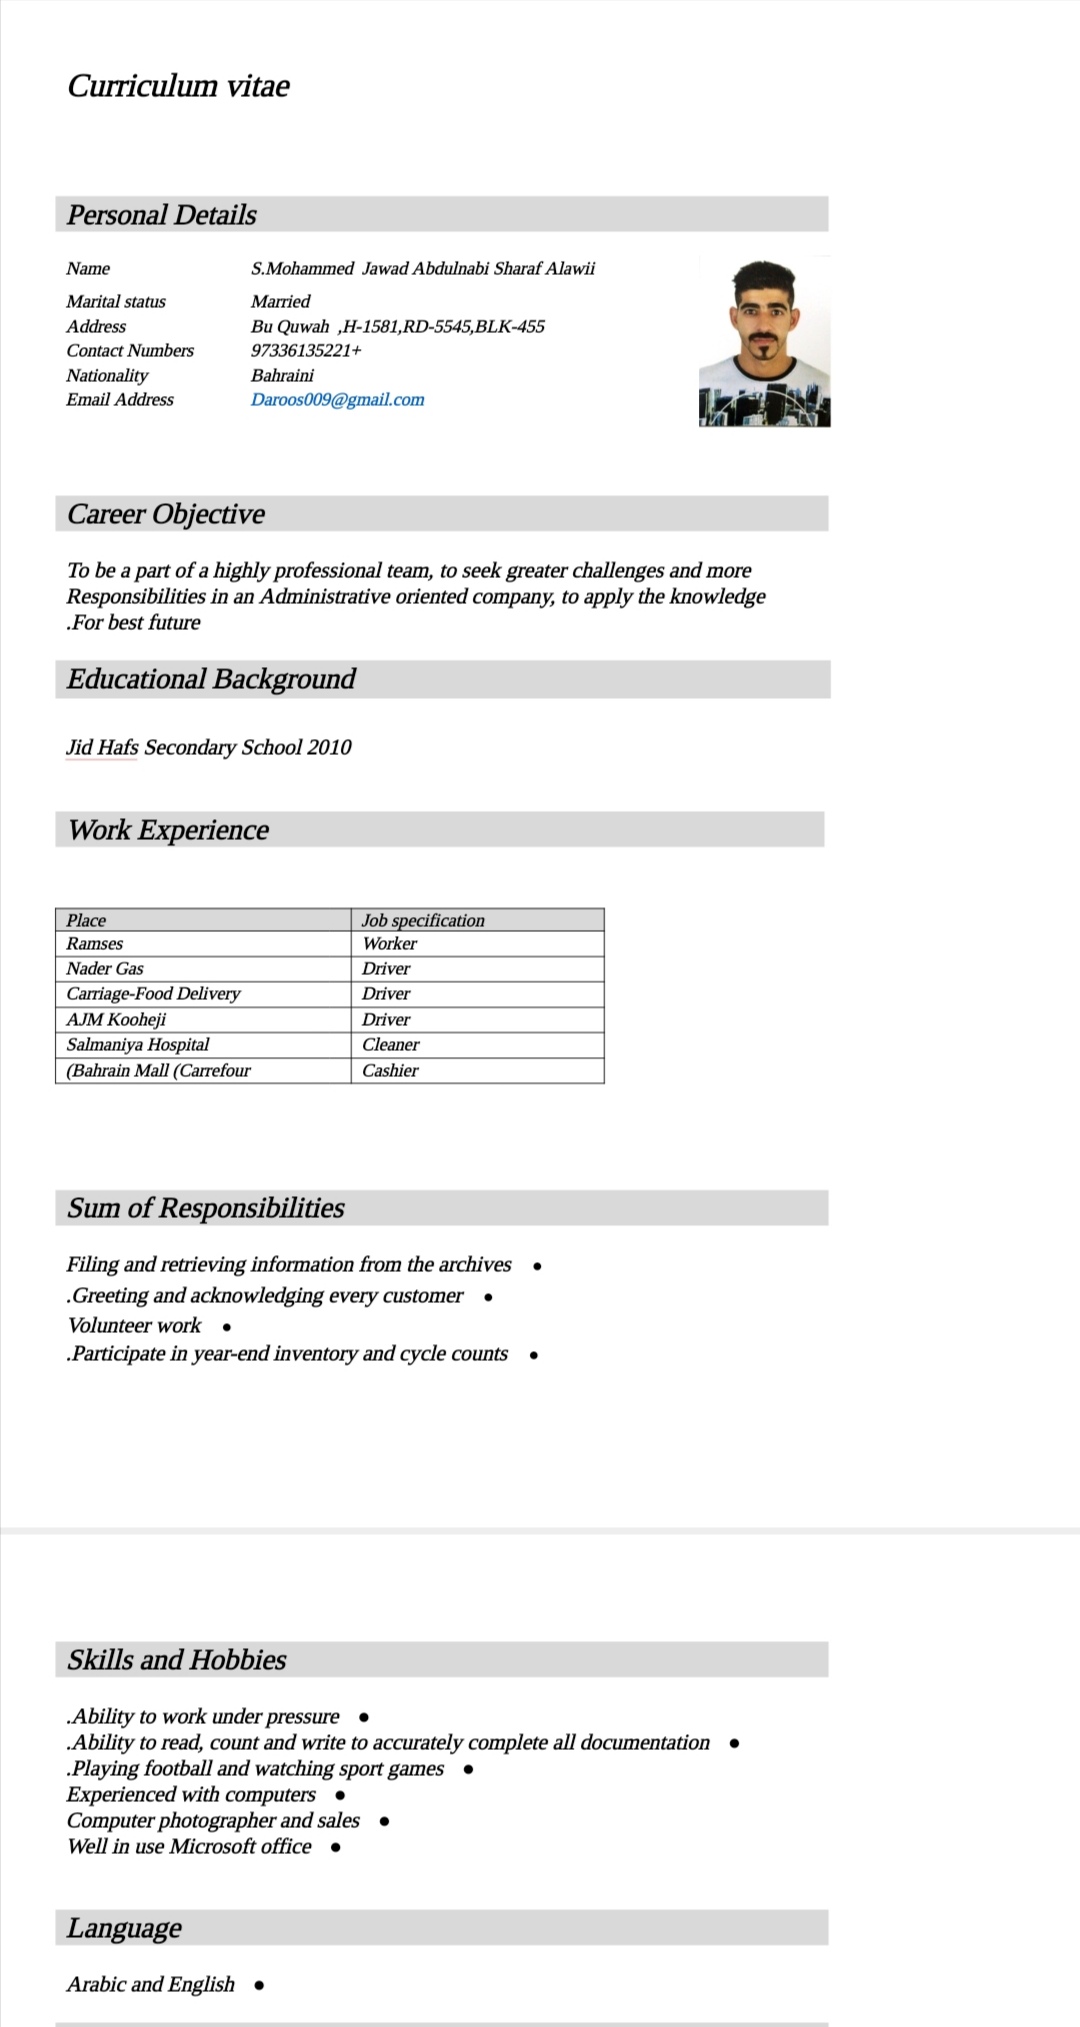 Curriculum vitae
Personal Details
Name S.Mohammed Jawad Abdulnabi Sharaf Alawii
Marital status Married
Address Bu Quwah ,H-1581,RD-5545,BLK-455
Contact Numbers 97336135221+
Nationality Bahraini
Email Address Daroos009@gmail.com
Career Objective
To be a part of a highly professional team, to seek greater challenges and more
Responsibilities in an Administrative oriented company, to apply the knowledge
.For best future
Educational Background
Jid Hafs Secondary School 2010
Work Experience
Place Job specification
Ramses Worker
Nader Gas Driver
Carriage-Food Delivery Driver
AJM Kooheji Driver
Salmaniya Hospital Cleaner
(Bahrain Mall (Carrefour Cashier
Sum of Responsibilities
Filing and retrieving information from the archives •
.Greeting and acknowledging every customer •
Volunteer work •
.Participate in year-end inventory and cycle counts •
Skills and Hobbies
.Ability to work under pressure •
.Ability to read, count and write to accurately complete all documentation •
.Playing football and watching sport games •
Experienced with computers •
Computer photographer and sales •
Well in use Microsoft office •
Language
Arabic and English •